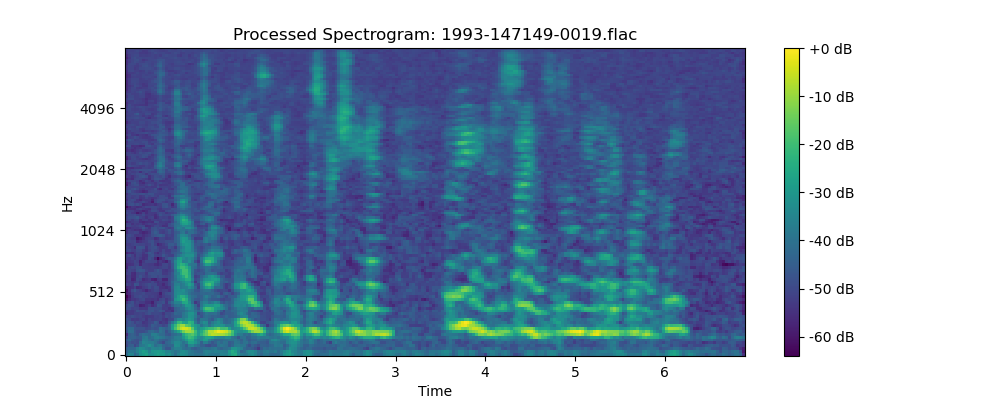 Processed Spectrogram: 1993-147149-0019.flac
Hz
4096
2048
1024
512
0
0 1 2 3 4 5 6
Time
+0 dB
-10 dB
-20 dB
-30 dB
-40 dB
-50 dB
-60 dB